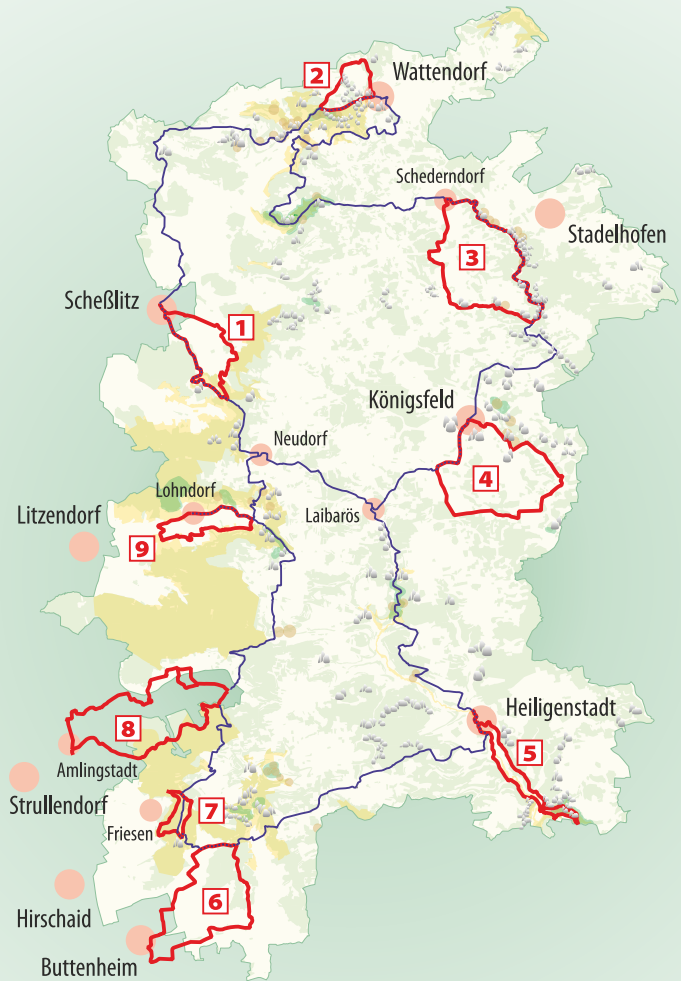 2
Wattendorf
Schederndorf
Stadelhofen
3
Scheßlitz
1
Königsfeld
Neudorf
4
Lohndorf
Laibarös
Litzendorf
9
Heiligenstadt
8
5
Amlingstadt
Strullendorf
7
Friesen
6
Hirschaid
Buttenheim